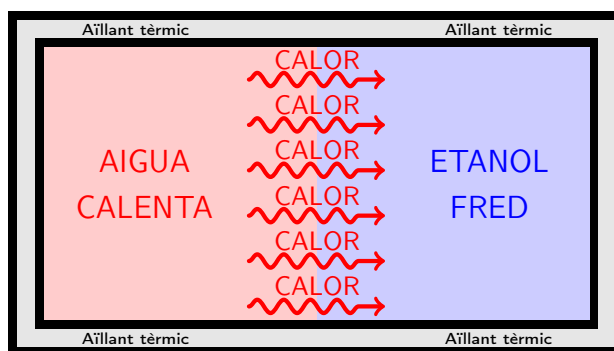 Aïllant tèrmic
Aïllant tèrmic
CALOR
CALOR
CALOR
CALOR
CALOR
CALOR
AIGUA
CALENTA
ETANOL
FRED
Aïllant tèrmic
Aïllant tèrmic